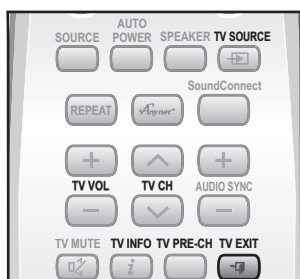 AUTO
SOURCE POWER SPEAKER TV SOURCE
SoundConnect
REPEAT Anynet+
TV VOL TV CH AUDIO SYNC
TV MUTE TV INFO TV PRE-CH TV EXIT
i